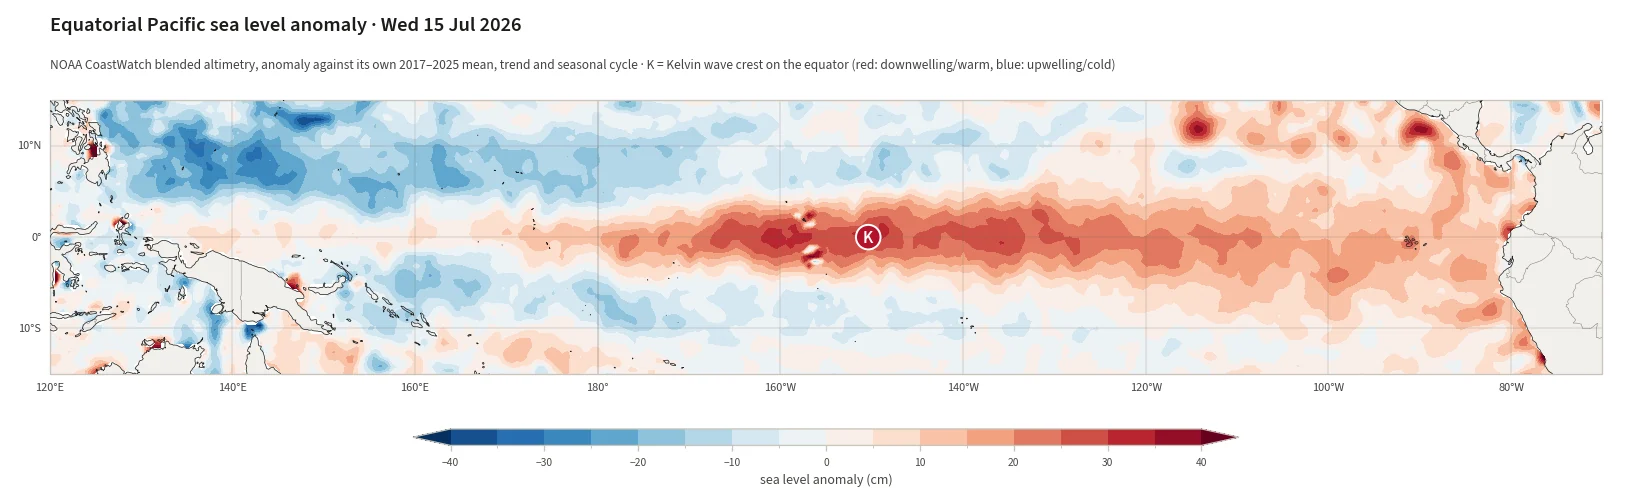 Equatorial Pacific sea level anomaly · Wed 15 Jul 2026
NOAA CoastWatch blended altimetry, anomaly against its own 2017–2025 mean, trend and seasonal cycle · K = Kelvin wave crest on the equator (red: downwelling/warm, blue: upwelling/cold)
10°N
0°
K
10°S
120°E 140°E 160°E 180° 160°W 140°W 120°W 100°W 80°W
−40 −30 −20 −10 0 10 20 30 40
sea level anomaly (cm)